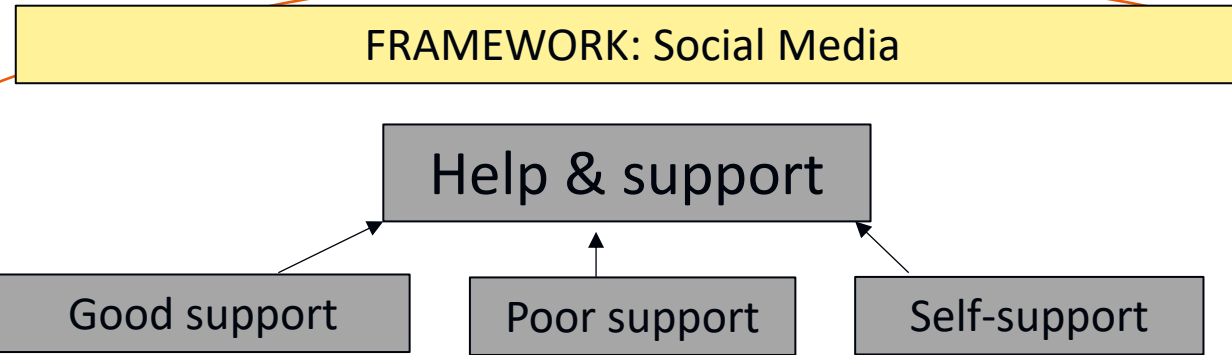 FRAMEWORK: Social Media
Help & support
Good support
Poor support
Self-support